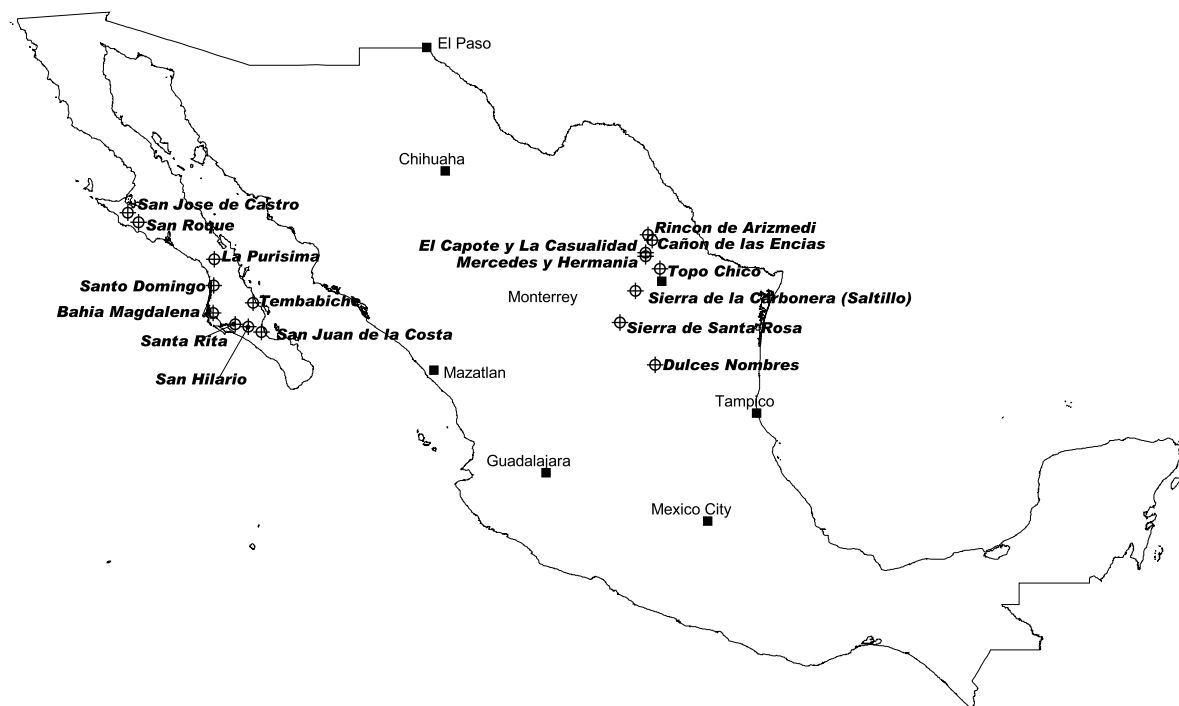 El Paso
Chihuaha
San Jose de Castro
San Roque
La Purisima
Santo Domingo
Tembabiche
Bahia Magdalena
Santa Rita
San Juan de la Costa
San Hilario
Rincon de Arizmedi
El Capote y La Casualidad
Cañon de las Encias
Mercedes y Hermania
Topo Chico
Monterrey
Sierra de la Carbonera (Saltillo)
Sierra de Santa Rosa
Dulces Nombres
Mazatlan
Tampico
Guadalajara
Mexico City